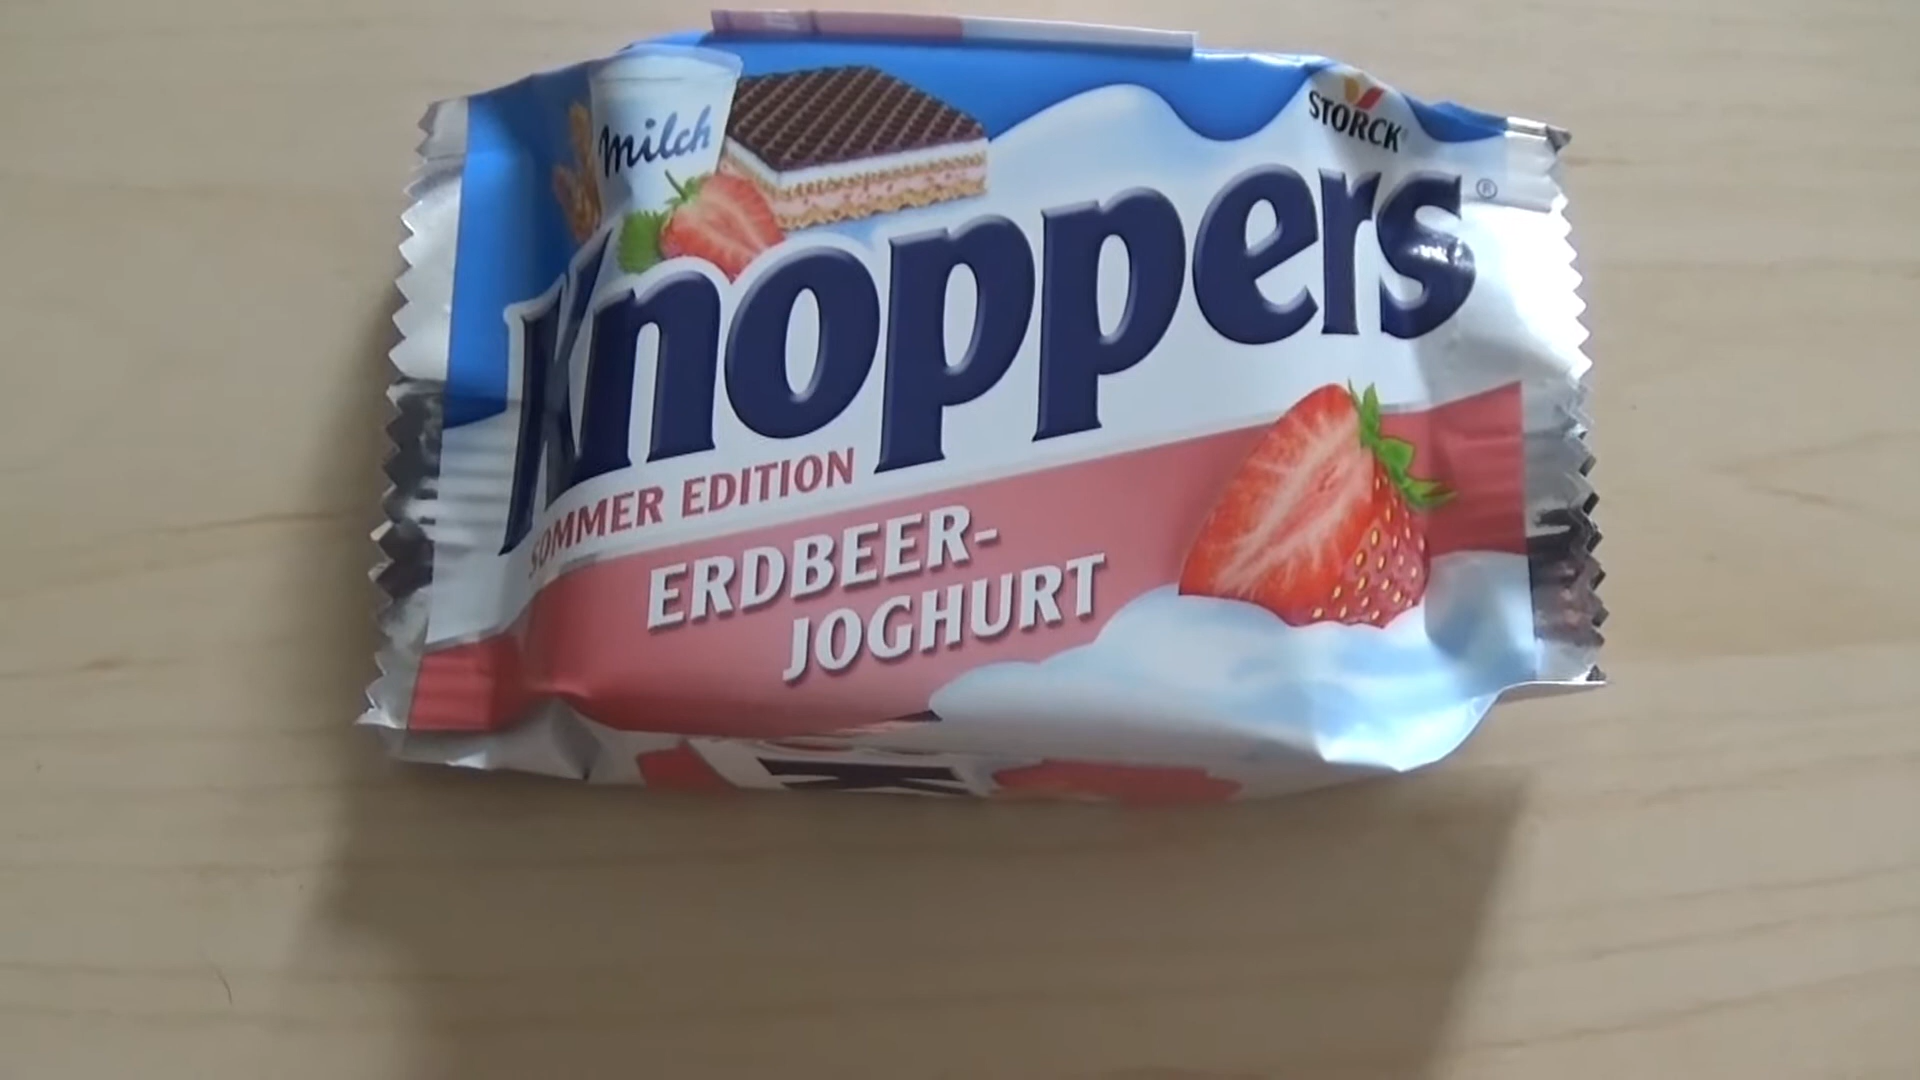 Milch
STORCK®
Knoppers®
SOMMER EDITION
ERDBEER-
JOGHURT